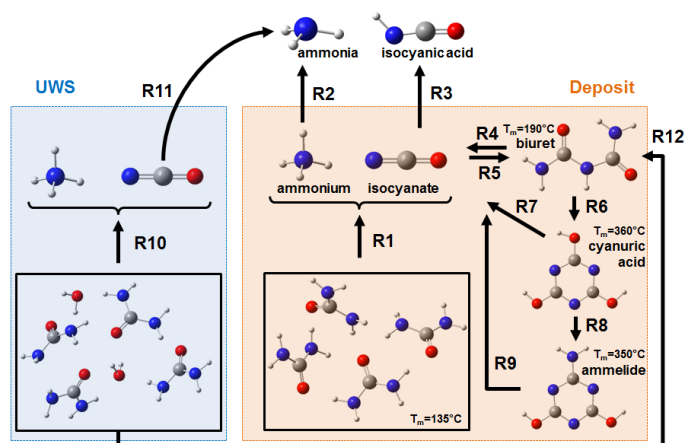 ammonia
isocyanic acid
UWS
R11
R2
R3
Deposit
Tm=190°C
biuret
R4
R5
R12
ammonium
isocyanate
R10
R1
R7
R6
Tm=360°C
cyanuric
acid
R8
R9
Tm=350°C
ammelide
Tm=135°C